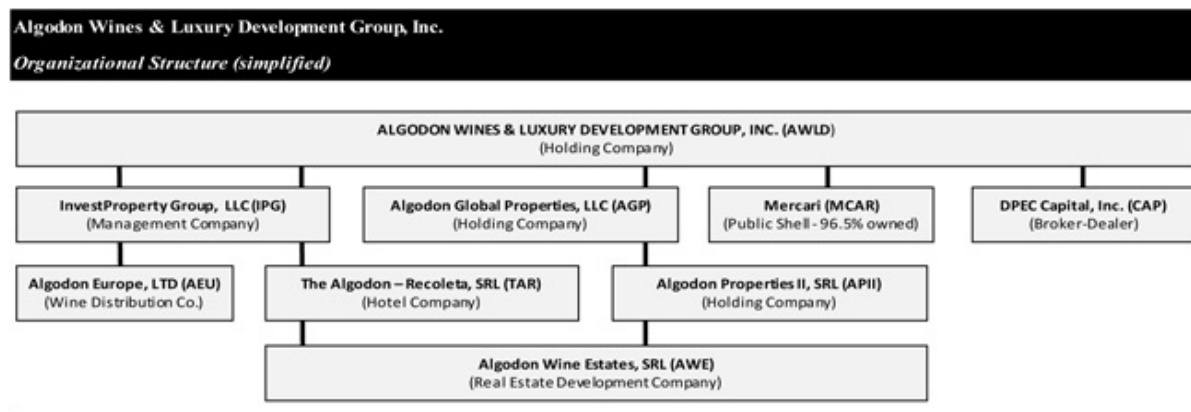 Algodon Wines & Luxury Development Group, Inc.
Organizational Structure (simplified)
ALGODON WINES & LUXURY DEVELOPMENT GROUP, INC. (AWLD)
(Holding Company)
InvestProperty Group, LLC (IPG)
(Management Company)
Algodon Global Properties, LLC (AGP)
(Holding Company)
Mercari (MCAR)
(Public Shell - 96.5% owned)
DPEC Capital, Inc. (CAP)
(Broker-Dealer)
Algodon Europe, LTD (AEU)
(Wine Distribution Co.)
The Algodon – Recoleta, SRL (TAR)
(Hotel Company)
Algodon Properties II, SRL (APII)
(Holding Company)
Algodon Wine Estates, SRL (AWE)
(Real Estate Development Company)